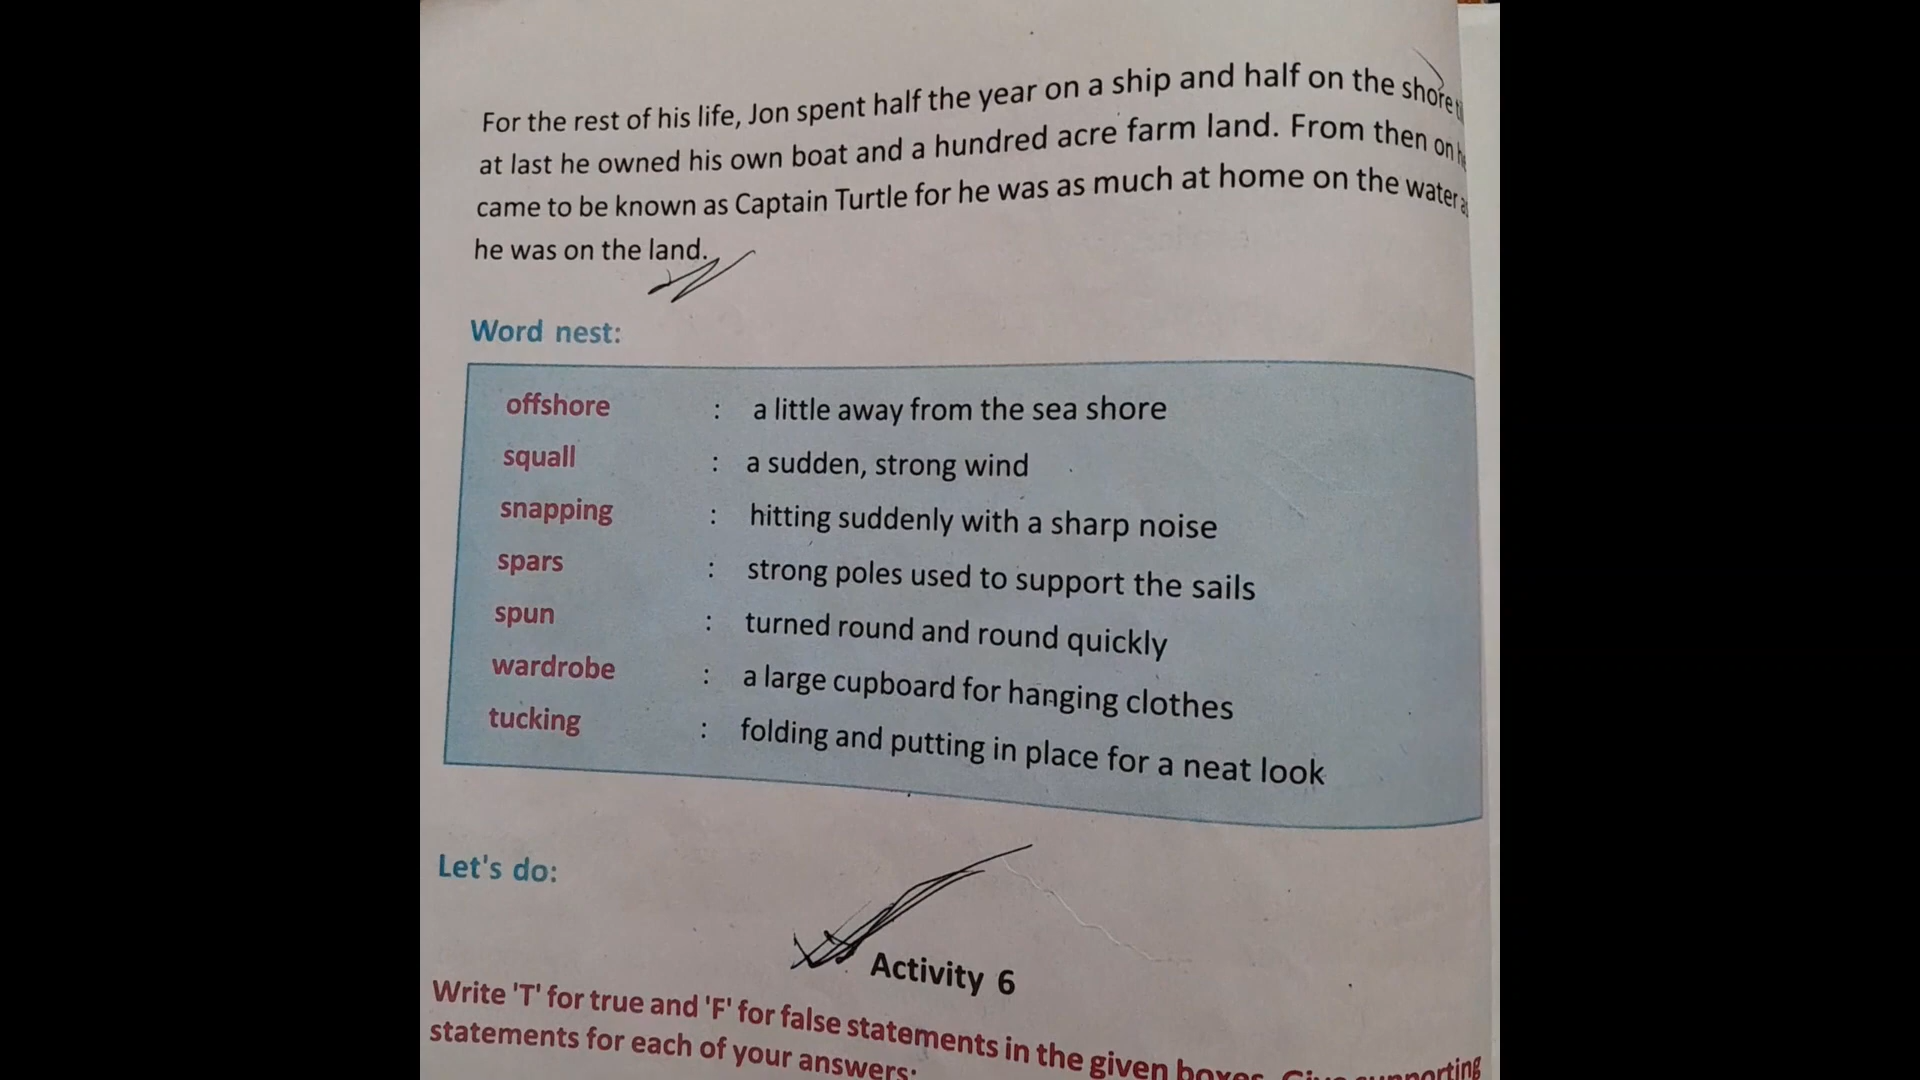 For the rest of his life, Jon spent half the year on a ship and half on the shore
at last he owned his own boat and a hundred acre farm land. From then on
came to be known as Captain Turtle for he was as much at home on the water
he was on the land.
Word nest:
offshore : a little away from the sea shore
squall : a sudden, strong wind
snapping : hitting suddenly with a sharp noise
spars : strong poles used to support the sails
spun : turned round and round quickly
wardrobe : a large cupboard for hanging clothes
tucking : folding and putting in place for a neat look
Let's do:
Activity 6
Write 'T' for true and 'F' for false statements in the given boxes. Give supporting
statements for each of your answers: